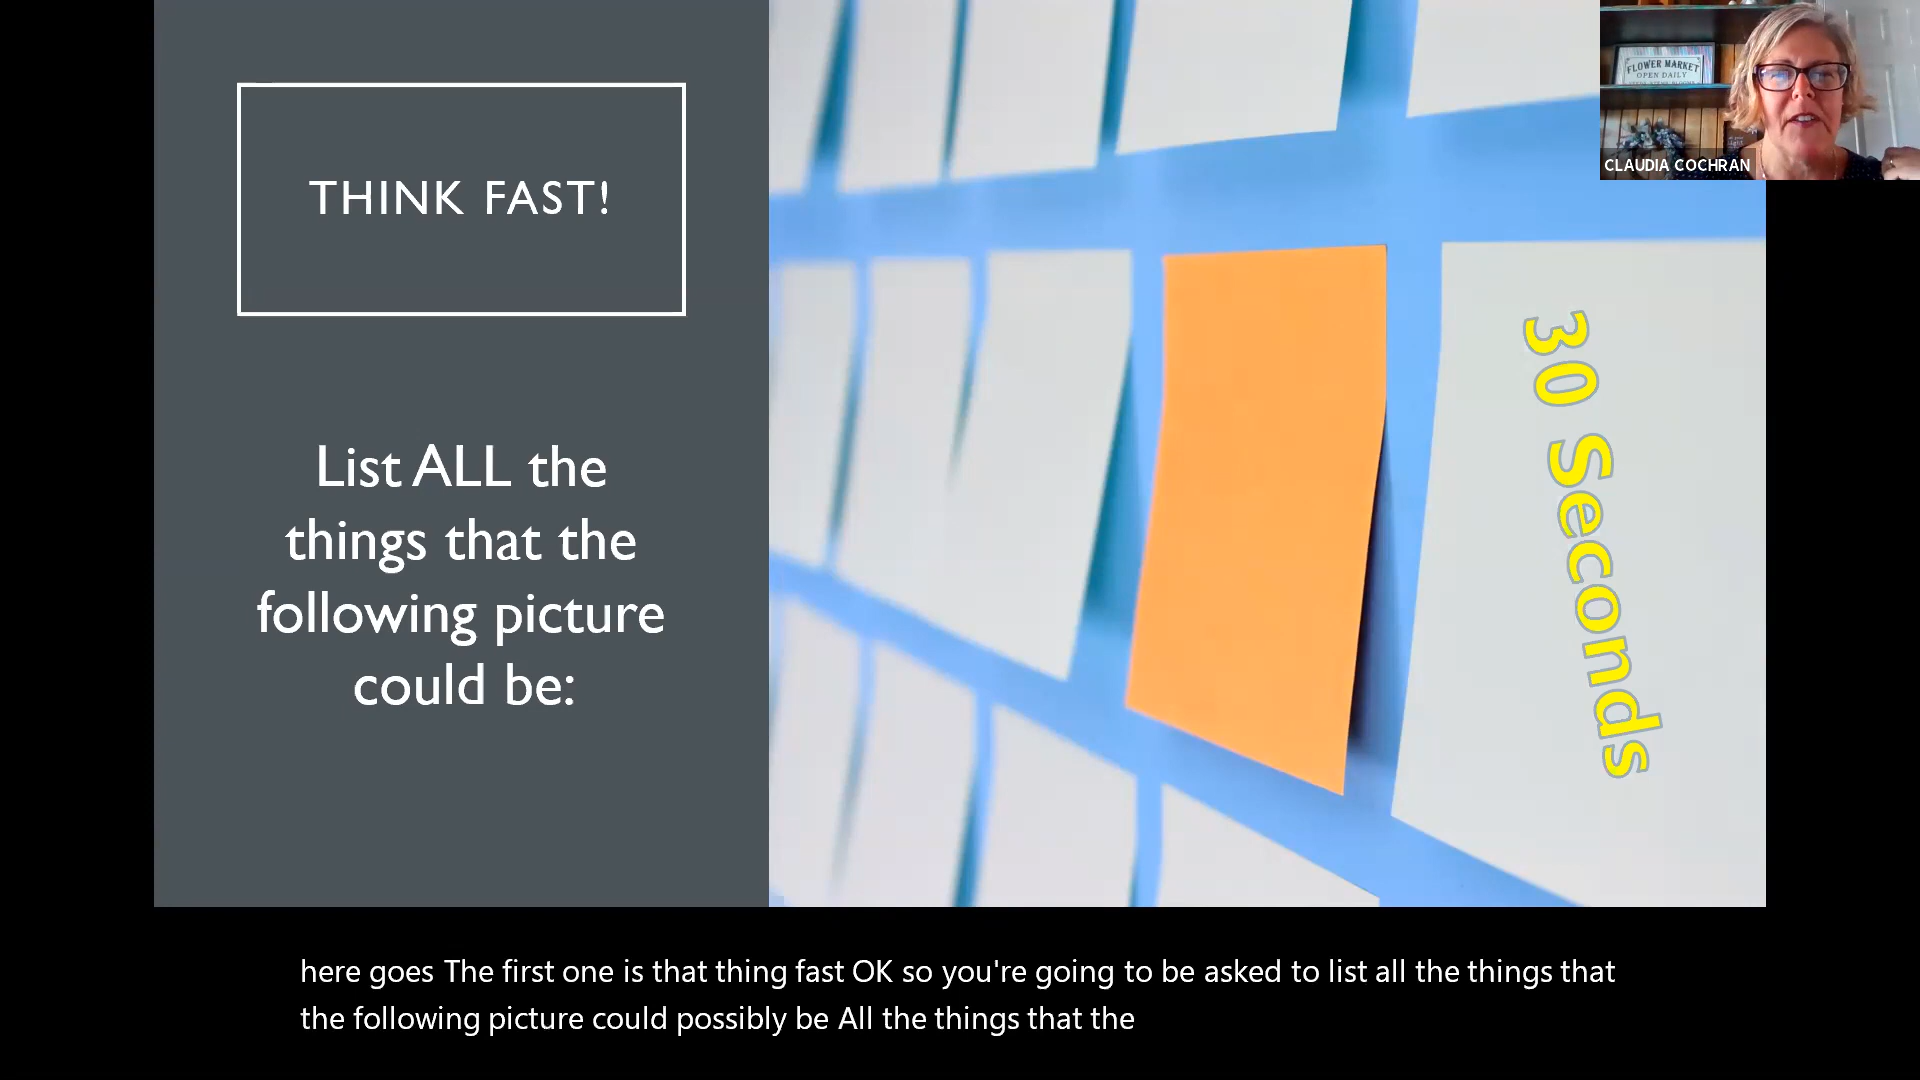 THINK FAST!
List ALL the
things that the
following picture
could be:
30 Seconds
FLOWER MARKET
OPEN DAILY
CLAUDIA COCHRAN
here goes The first one is that thing fast OK so you're going to be asked to list all the things that
the following picture could possibly be All the things that the